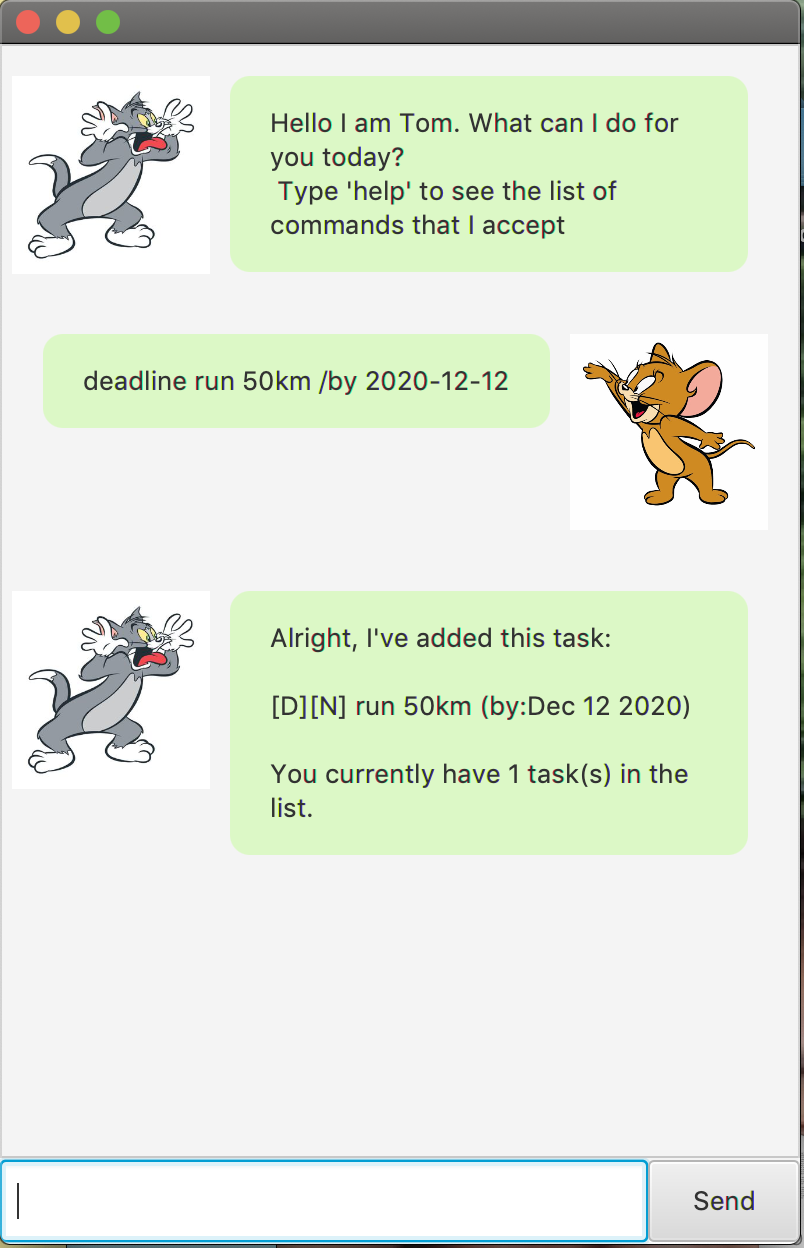 Hello I am Tom. What can I do for
you today?
Type 'help' to see the list of
commands that I accept
deadline run 50km /by 2020-12-12
Alright, I've added this task:
[D][N] run 50km (by:Dec 12 2020)
You currently have 1 task(s) in the
list.
Send